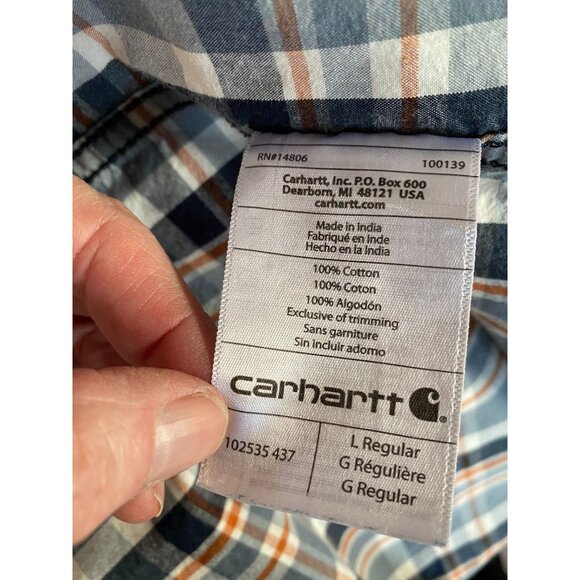 RN#14806 100139
Carhartt, Inc. P.O. Box 600
Dearborn, MI 48121 USA
carhartt.com
Made in India
Fabriqué en Inde
Hecho en la India
100% Cotton
100% Coton
100% Algodón
Exclusive of trimming
Sans garniture
Sin incluir adorno
carhartt
102535 437
L Regular
G Régulière
G Regular